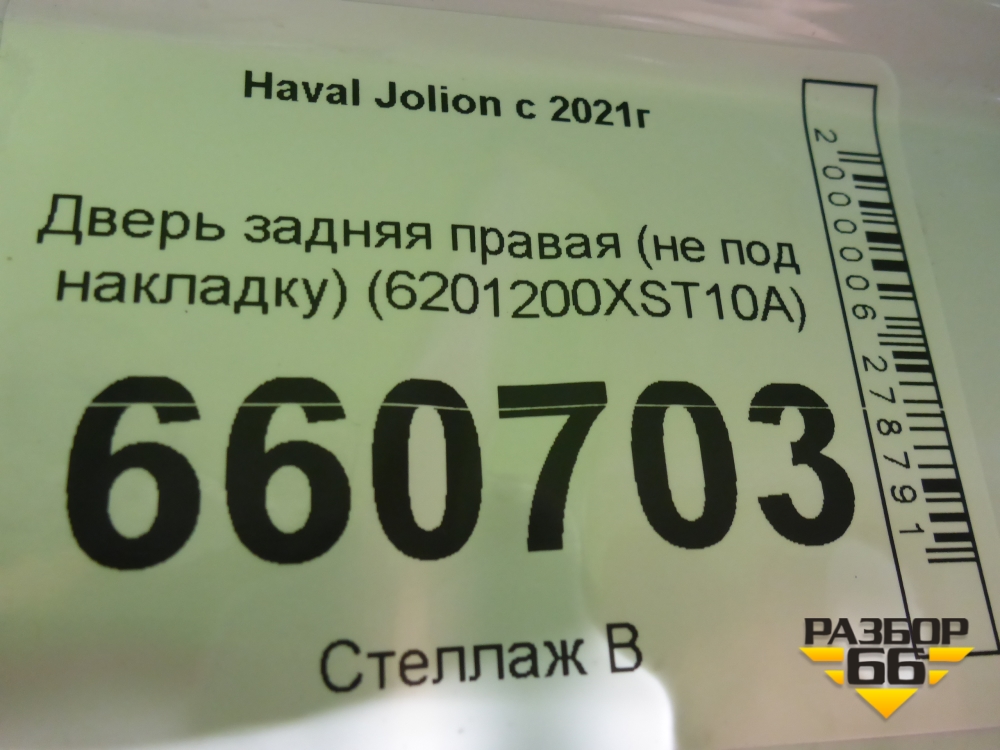 Haval Jolion с 2021г
Дверь задняя правая (не под
накладку) (6201200XST10A)
660703
Стеллаж В
2000006278791
РАЗБОР
66